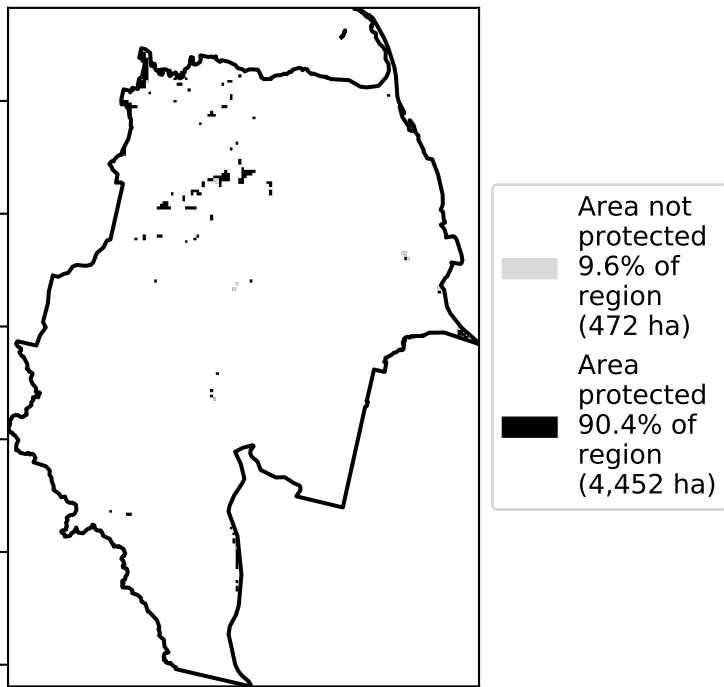 Area not
protected
9.6% of
region
(472 ha)
Area
protected
90.4% of
region
(4,452 ha)